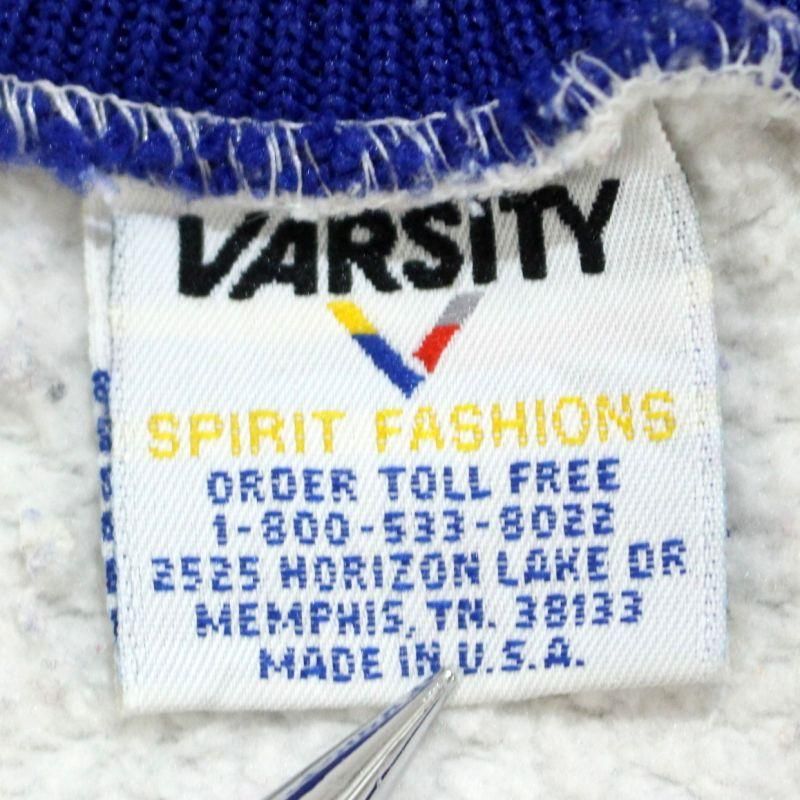 VARSITY
SPIRIT FASHIONS
ORDER TOLL FREE
1-800-533-8022
2525 HORIZON LAKE DR
MEMPHIS, TN. 38133
MADE IN U.S.A.